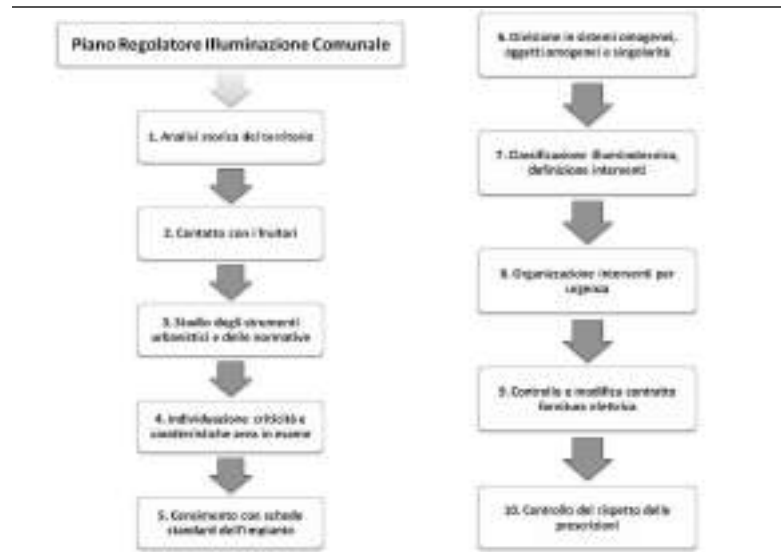 Piano Regolatore Illuminazione Comunale
1. Analisi storica del territorio
2. Contatto con i fruitori
3. Studio degli strumenti
urbanistici e delle normative
4. Individuazione criticità e
caratteristiche area in esame
5. Censimento con schede
standard dell'impianto
6. Divisione in sistemi omogenei,
oggetti omogenei e singolarità
7. Classificazione illuminotecnica,
definizione interventi
8. Organizzazione interventi per
urgenza
9. Controllo e modifica contratto
fornitura elettrica
10. Controllo del rispetto delle
prescrizioni